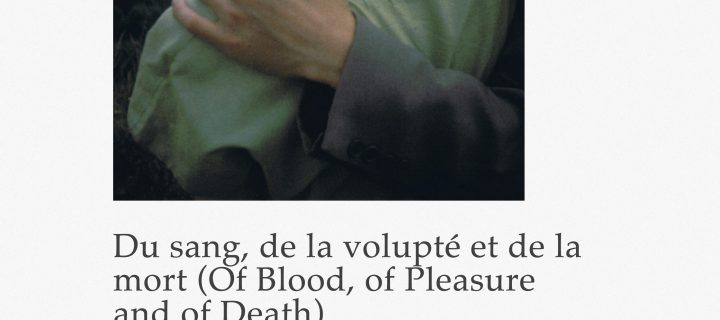 Du sang, de la volupté et de la
mort (Of Blood, of Pleasure
and of Death)